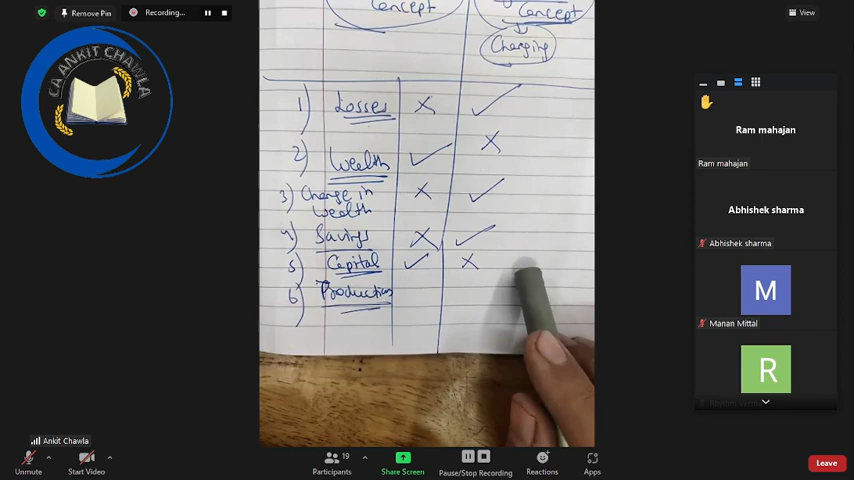 Remove Pin
Recording...
View
CA ANKIT CHAWLA
Concept
Concept
Changing
1) Losses × ✓
2) Wealth ✓ ×
3) Change in wealth × ✓
4) Savings × ✓
5) Capital ✓ ×
6) Production
Ram mahajan
Ram mahajan
Abhishek sharma
Abhishek sharma
M
Manan Mittal
R
Ankit Chawla
Unmute
Start Video
19
Participants
Share Screen
Pause/Stop Recording
Reactions
Apps
Leave